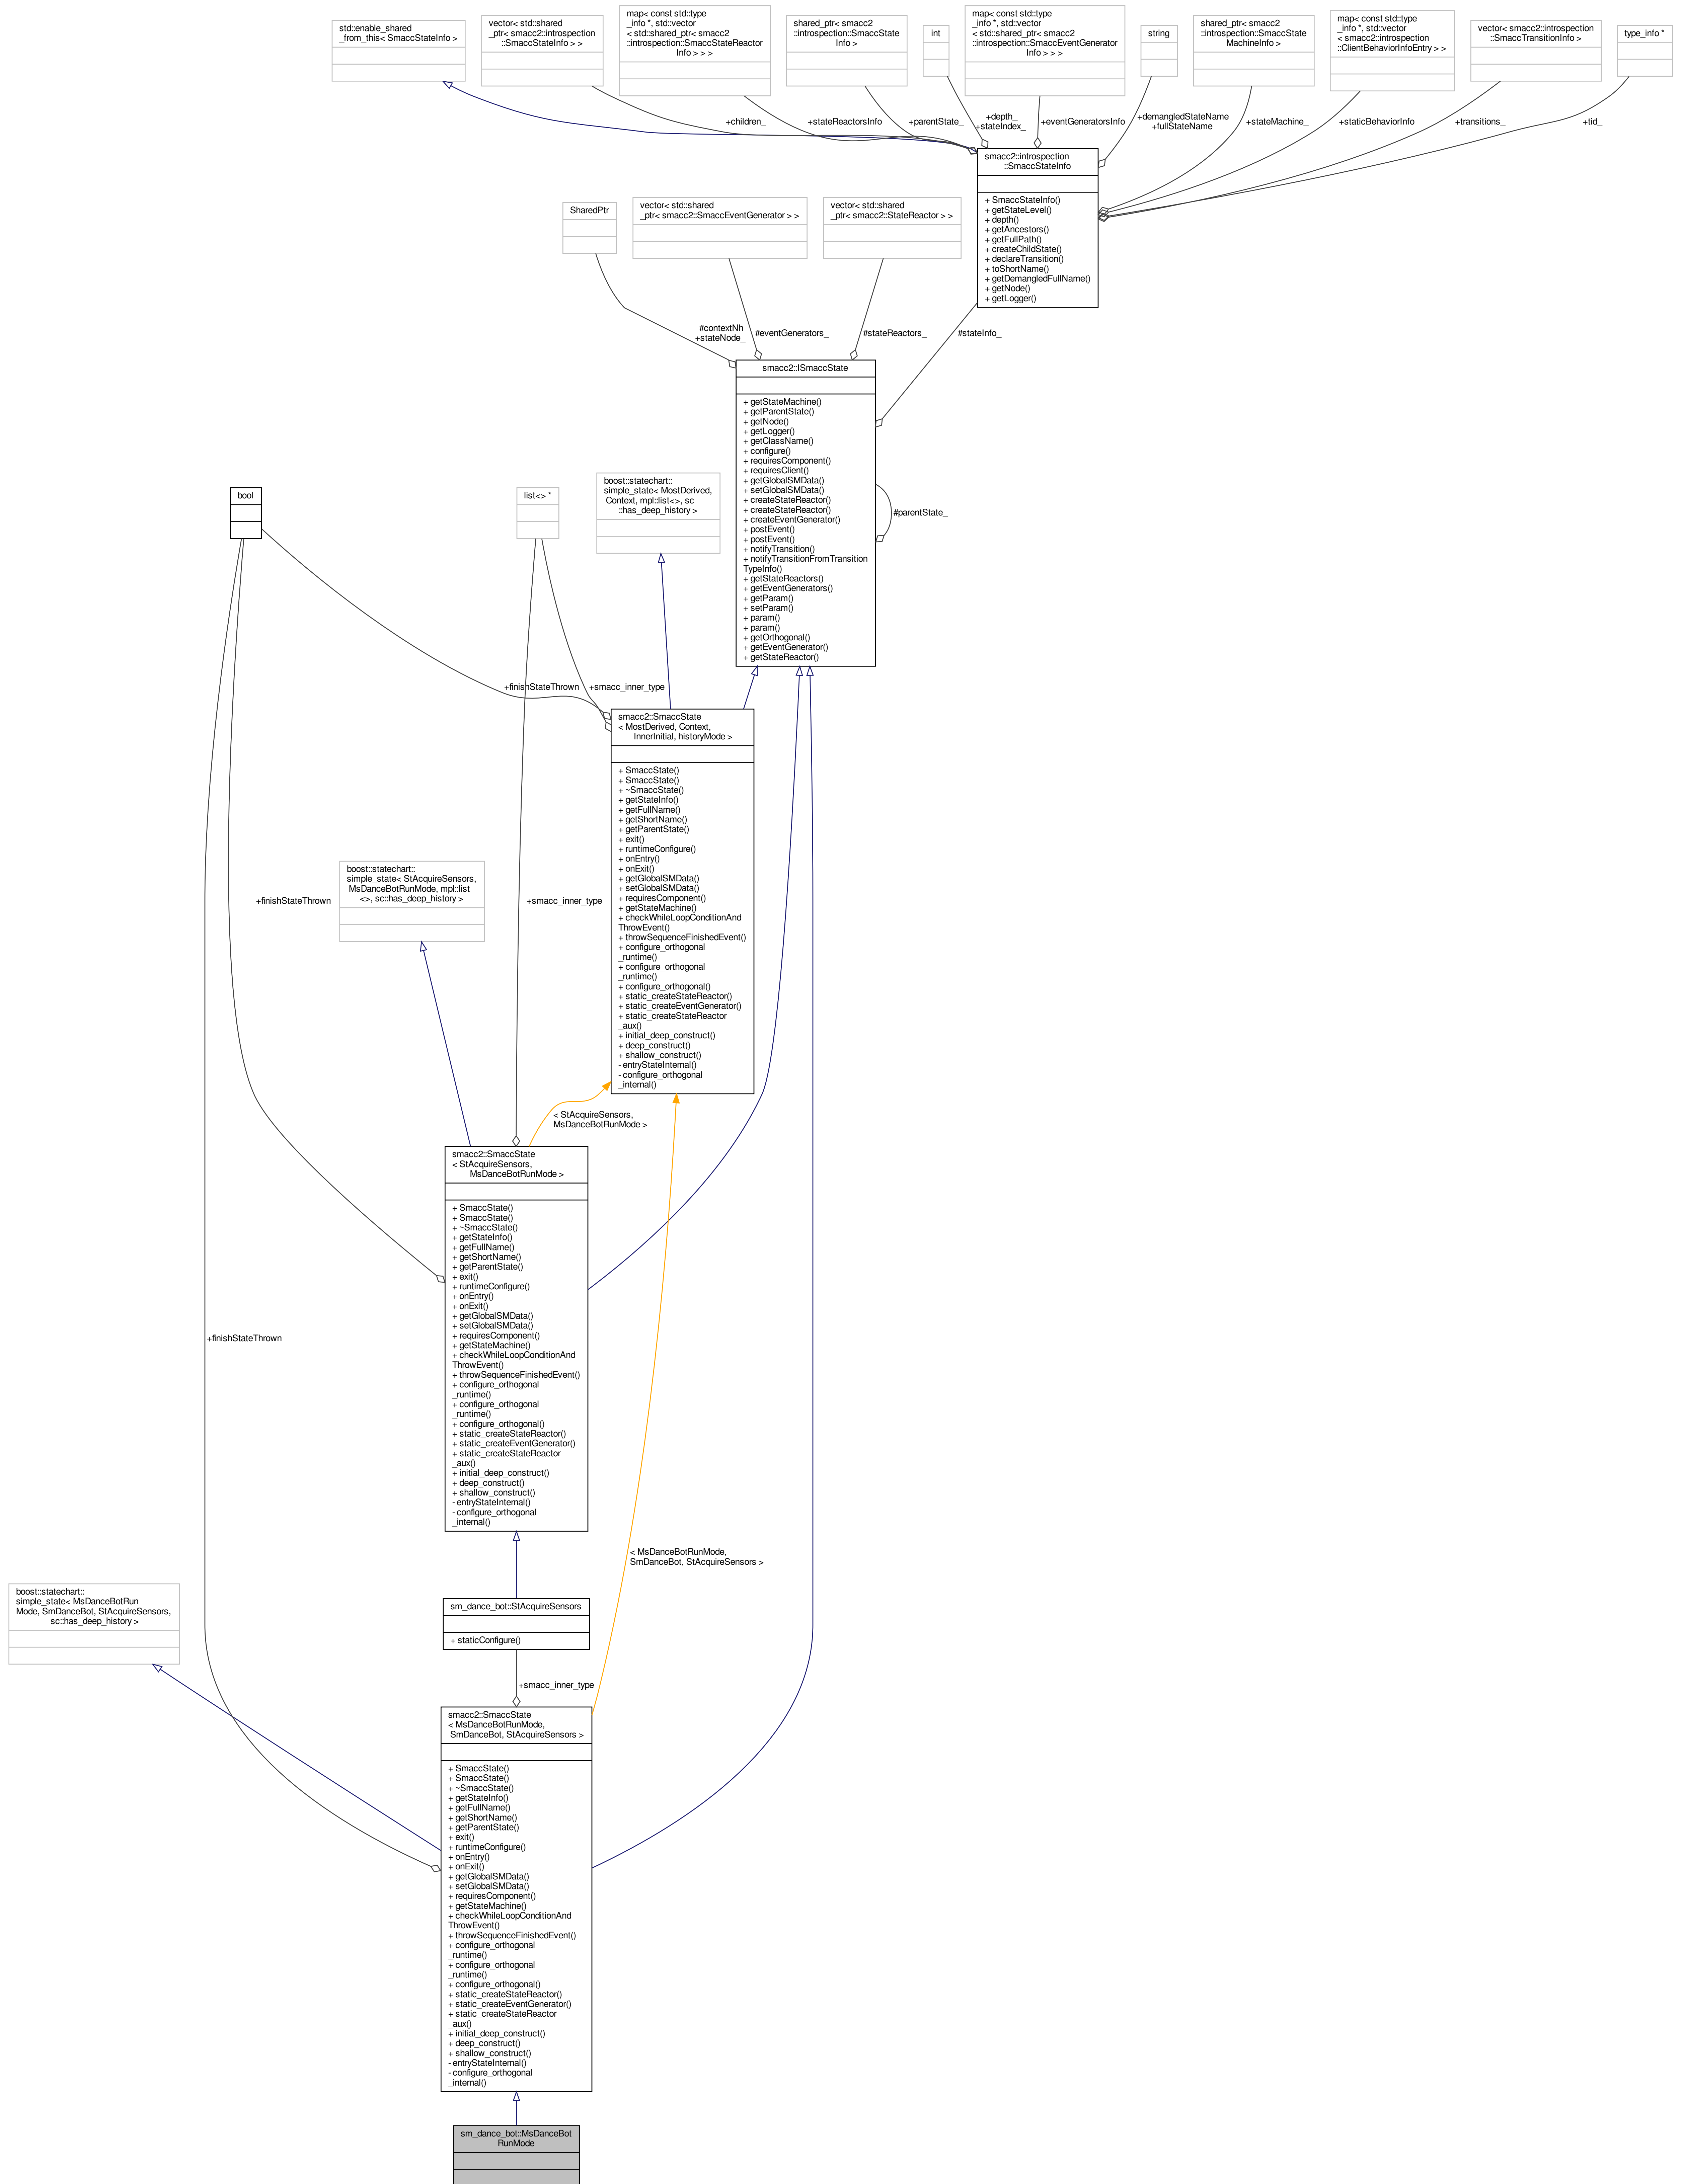 std::enable_shared
_from_this< SmaccStateInfo >
vector< std::shared
_ptr< smacc2::introspection
::SmaccStateInfo > >
map< const std::type
_info *, std::vector
< std::shared_ptr< smacc2
::introspection::SmaccStateReactor
Info > > >
shared_ptr< smacc2
::introspection::SmaccState
Info >
int
map< const std::type
_info *, std::vector
< std::shared_ptr< smacc2
::introspection::SmaccEventGenerator
Info > > >
string
shared_ptr< smacc2
::introspection::SmaccState
MachineInfo >
map< const std::type
_info *, std::vector
< smacc2::introspection
::ClientBehaviorInfoEntry > >
vector< smacc2::introspection
::SmaccTransitionInfo >
type_info *
+children_
+stateReactorsInfo
+parentState_
+depth_
+stateIndex_
+eventGeneratorsInfo
+demangledStateName
+fullStateName
+stateMachine_
+staticBehaviorInfo
+transitions_
+tid_
smacc2::introspection
::SmaccStateInfo
+ SmaccStateInfo()
+ getStateLevel()
+ depth()
+ getAncestors()
+ getFullPath()
+ createChildState()
+ declareTransition()
+ toShortName()
+ getDemangledFullName()
+ getNode()
+ getLogger()
SharedPtr
vector< std::shared
_ptr< smacc2::SmaccEventGenerator > >
vector< std::shared
_ptr< smacc2::StateReactor > >
#contextNh
+stateNode_
#eventGenerators_
#stateReactors_
#stateInfo_
smacc2::ISmaccState
+ getStateMachine()
+ getParentState()
+ getNode()
+ getLogger()
+ getClassName()
+ configure()
+ requiresComponent()
+ requiresClient()
+ getGlobalSMData()
+ setGlobalSMData()
+ createStateReactor()
+ createStateReactor()
+ createEventGenerator()
+ postEvent()
+ postEvent()
+ notifyTransition()
+ notifyTransitionFromTransition
TypeInfo()
+ getStateReactors()
+ getEventGenerators()
+ getParam()
+ setParam()
+ param()
+ param()
+ getOrthogonal()
+ getEventGenerator()
+ getStateReactor()
#parentState_
bool
list<> *
boost::statechart::
simple_state< MostDerived,
Context, mpl::list<>, sc
::has_deep_history >
+finishStateThrown
+smacc_inner_type
smacc2::SmaccState
< MostDerived, Context,
InnerInitial, historyMode >
+ SmaccState()
+ SmaccState()
+ ~SmaccState()
+ getStateInfo()
+ getFullName()
+ getShortName()
+ getParentState()
+ exit()
+ runtimeConfigure()
+ onEntry()
+ onExit()
+ getGlobalSMData()
+ setGlobalSMData()
+ requiresComponent()
+ getStateMachine()
+ checkWhileLoopConditionAnd
ThrowEvent()
+ throwSequenceFinishedEvent()
+ configure_orthogonal
_runtime()
+ configure_orthogonal
_runtime()
+ configure_orthogonal()
+ static_createStateReactor()
+ static_createEventGenerator()
+ static_createStateReactor
_aux()
+ initial_deep_construct()
+ deep_construct()
+ shallow_construct()
- entryStateInternal()
- configure_orthogonal
_internal()
boost::statechart::
simple_state< StAcquireSensors,
MsDanceBotRunMode, mpl::list
<>, sc::has_deep_history >
+finishStateThrown
+smacc_inner_type
< StAcquireSensors,
MsDanceBotRunMode >
smacc2::SmaccState
< StAcquireSensors,
MsDanceBotRunMode >
+ SmaccState()
+ SmaccState()
+ ~SmaccState()
+ getStateInfo()
+ getFullName()
+ getShortName()
+ getParentState()
+ exit()
+ runtimeConfigure()
+ onEntry()
+ onExit()
+ getGlobalSMData()
+ setGlobalSMData()
+ requiresComponent()
+ getStateMachine()
+ checkWhileLoopConditionAnd
ThrowEvent()
+ throwSequenceFinishedEvent()
+ configure_orthogonal
_runtime()
+ configure_orthogonal
_runtime()
+ configure_orthogonal()
+ static_createStateReactor()
+ static_createEventGenerator()
+ static_createStateReactor
_aux()
+ initial_deep_construct()
+ deep_construct()
+ shallow_construct()
- entryStateInternal()
- configure_orthogonal
_internal()
+finishStateThrown
< MsDanceBotRunMode,
SmDanceBot, StAcquireSensors >
boost::statechart::
simple_state< MsDanceBotRun
Mode, SmDanceBot, StAcquireSensors,
sc::has_deep_history >
sm_dance_bot::StAcquireSensors
+ staticConfigure()
+smacc_inner_type
smacc2::SmaccState
< MsDanceBotRunMode,
SmDanceBot, StAcquireSensors >
+ SmaccState()
+ SmaccState()
+ ~SmaccState()
+ getStateInfo()
+ getFullName()
+ getShortName()
+ getParentState()
+ exit()
+ runtimeConfigure()
+ onEntry()
+ onExit()
+ getGlobalSMData()
+ setGlobalSMData()
+ requiresComponent()
+ getStateMachine()
+ checkWhileLoopConditionAnd
ThrowEvent()
+ throwSequenceFinishedEvent()
+ configure_orthogonal
_runtime()
+ configure_orthogonal
_runtime()
+ configure_orthogonal()
+ static_createStateReactor()
+ static_createEventGenerator()
+ static_createStateReactor
_aux()
+ initial_deep_construct()
+ deep_construct()
+ shallow_construct()
- entryStateInternal()
- configure_orthogonal
_internal()
sm_dance_bot::MsDanceBot
RunMode